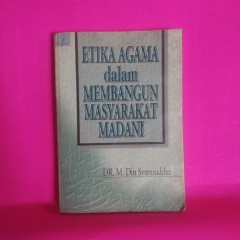 ETIKA AGAMA
dalam
MEMBANGUN
MASYARAKAT
MADANI
DR. M. Din Syamsuddin